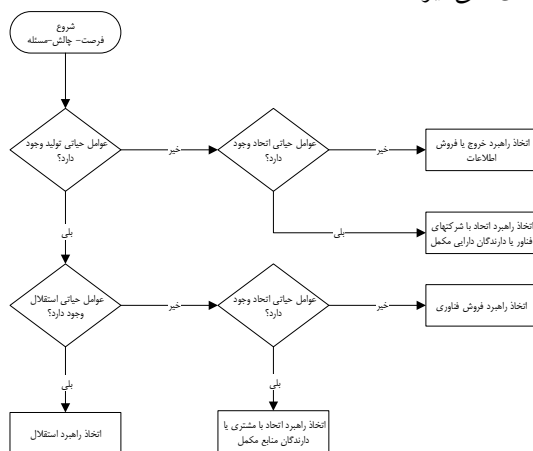 شروع
فرصت- چالش-مسئله
عوامل حیاتی تولید وجود
دارد؟
خیر
عوامل حیاتی اتحاد وجود
دارد؟
خیر
اتخاذ راهبرد خروج یا فروش
اطلاعات
بلی
اتخاذ راهبرد اتحاد با شرکتهای
فناور یا دارندگان دارایی مکمل
بلی
عوامل حیاتی استقلال
وجود دارد؟
خیر
عوامل حیاتی اتحاد وجود
دارد؟
خیر
اتخاذ راهبرد فروش فناوری
بلی
بلی
اتخاذ راهبرد استقلال
اتخاذ راهبرد اتحاد با مشتری یا
دارندگان منابع مکمل